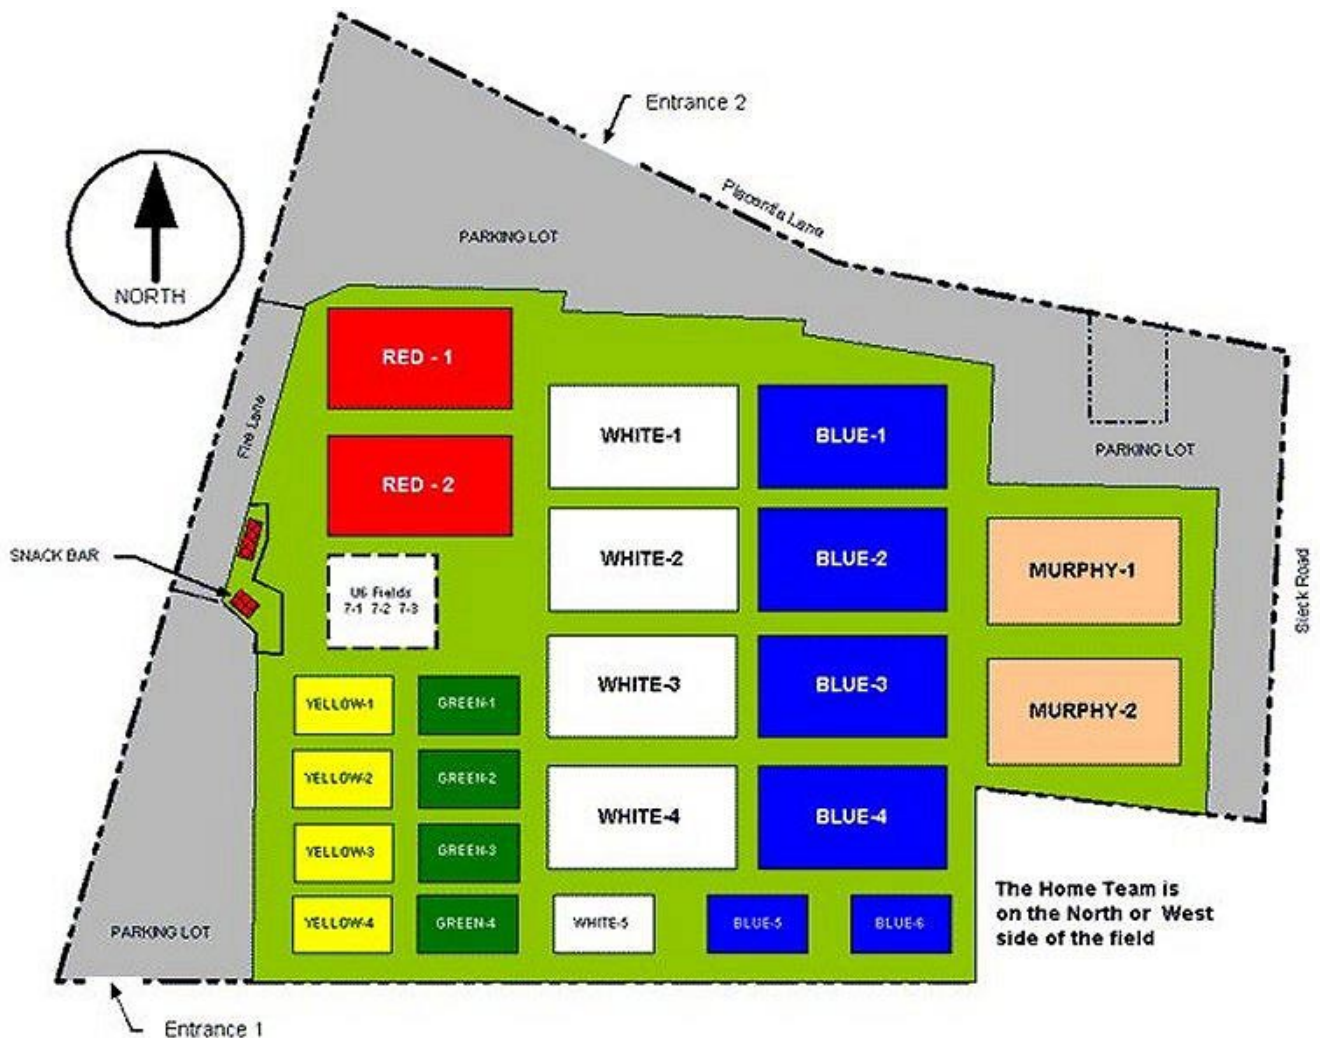 Entrance 2
Placentia Lane
PARKING LOT
NORTH
RED - 1
Fire Lane
WHITE-1
BLUE-1
PARKING LOT
RED - 2
SNACK BAR
WHITE-2
BLUE-2
MURPHY-1
U6 Fields
7-1 7-2 7-3
Steck Road
YELLOW-1
GREEN-1
WHITE-3
BLUE-3
MURPHY-2
YELLOW-2
GREEN-2
WHITE-4
BLUE-4
YELLOW-3
GREEN-3
The Home Team is
on the North or West
side of the field
PARKING LOT
YELLOW-4
GREEN-4
WHITE-5
BLUE-5
BLUE-6
Entrance 1